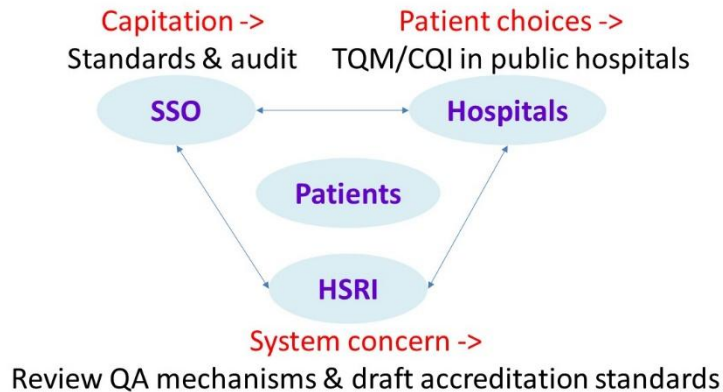 Capitation ->
Patient choices ->
Standards & audit
TQM/CQI in public hospitals
SSO
Hospitals
Patients
HSRI
System concern ->
Review QA mechanisms & draft accreditation standards